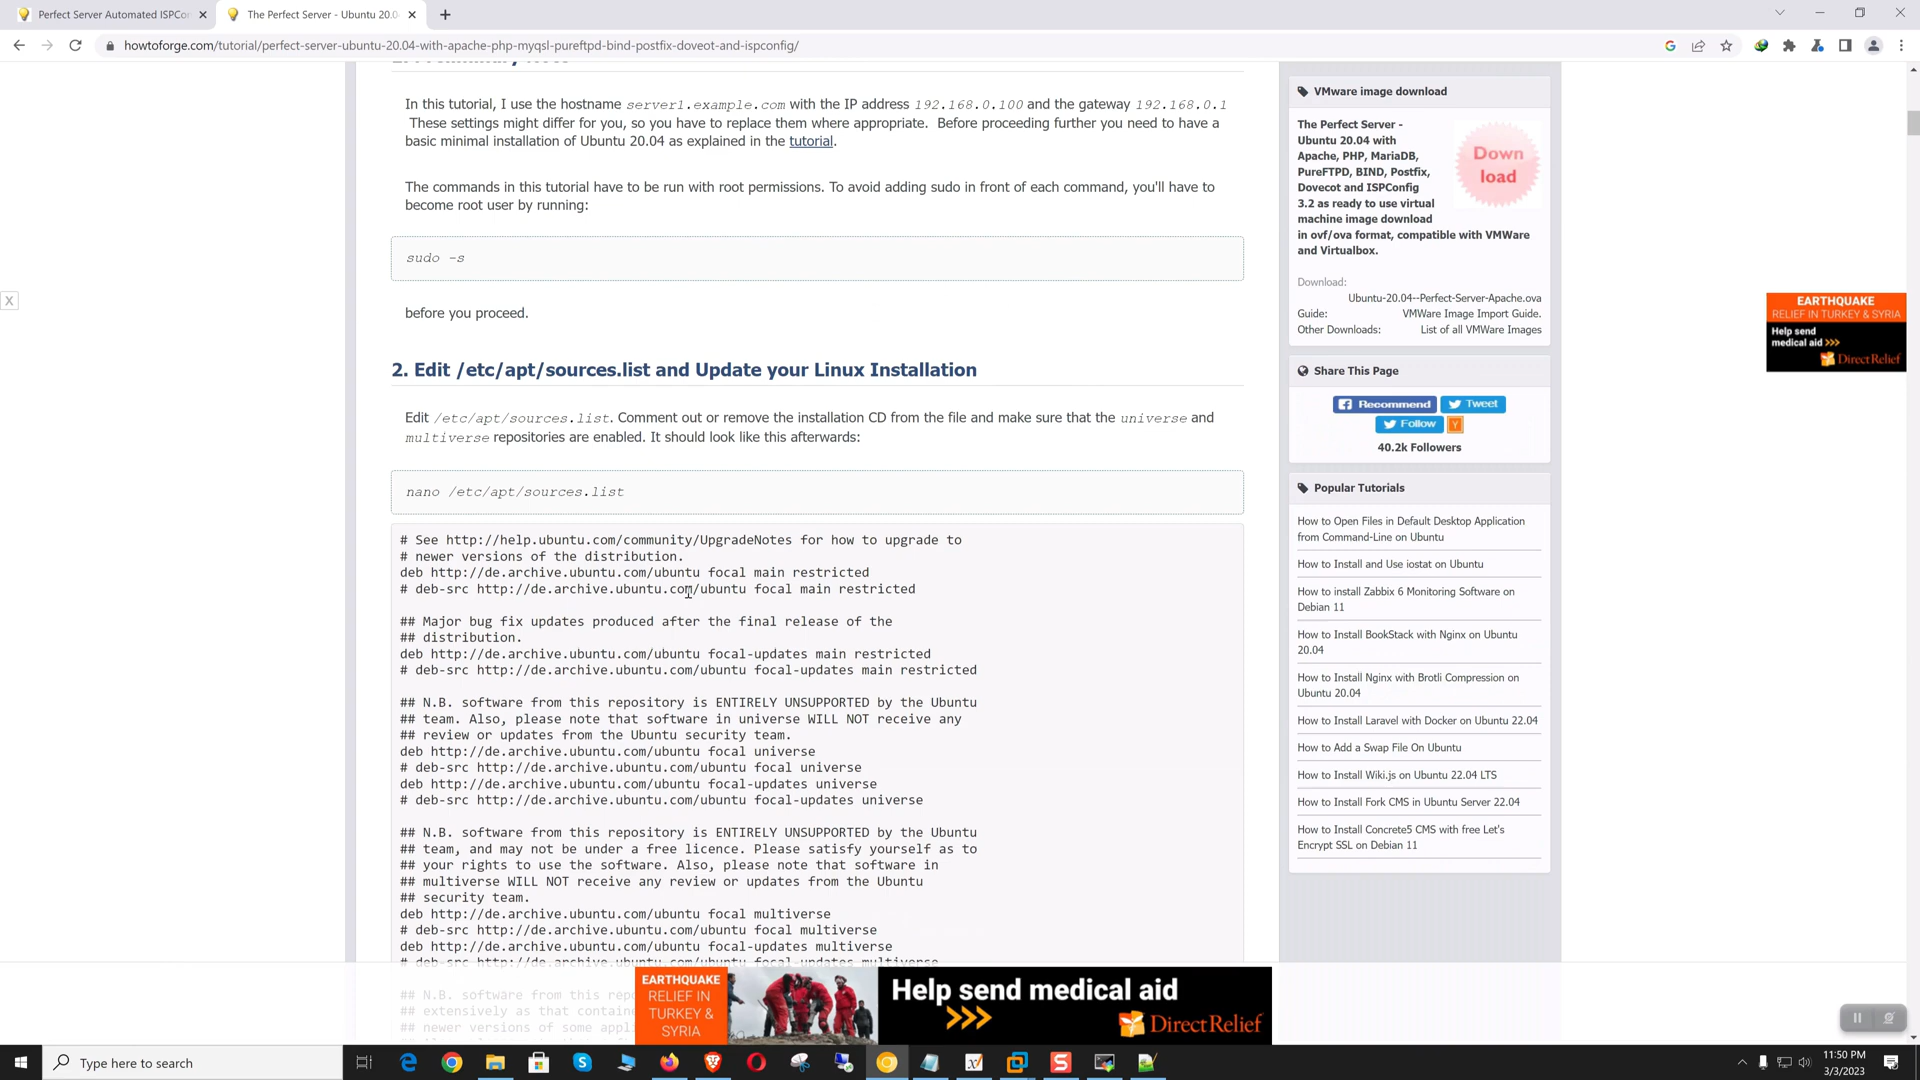 Perfect Server Automated ISPCon
The Perfect Server - Ubuntu 20.0
howtoforge.com/tutorial/perfect-server-ubuntu-20.04-with-apache-php-myqsl-pureftpd-bind-postfix-doveot-and-ispconfig/
In this tutorial, I use the hostname server1.example.com with the IP address 192.168.0.100 and the gateway 192.168.0.1
These settings might differ for you, so you have to replace them where appropriate. Before proceeding further you need to have a
basic minimal installation of Ubuntu 20.04 as explained in the tutorial.
The commands in this tutorial have to be run with root permissions. To avoid adding sudo in front of each command, you'll have to
become root user by running:
sudo -s
before you proceed.
2. Edit /etc/apt/sources.list and Update your Linux Installation
Edit /etc/apt/sources.list. Comment out or remove the installation CD from the file and make sure that the universe and
multiverse repositories are enabled. It should look like this afterwards:
nano /etc/apt/sources.list
# See http://help.ubuntu.com/community/UpgradeNotes for how to upgrade to
# newer versions of the distribution.
deb http://de.archive.ubuntu.com/ubuntu focal main restricted
# deb-src http://de.archive.ubuntu.com/ubuntu focal main restricted
## Major bug fix updates produced after the final release of the
## distribution.
deb http://de.archive.ubuntu.com/ubuntu focal-updates main restricted
# deb-src http://de.archive.ubuntu.com/ubuntu focal-updates main restricted
## N.B. software from this repository is ENTIRELY UNSUPPORTED by the Ubuntu
## team. Also, please note that software in universe WILL NOT receive any
## review or updates from the Ubuntu security team.
deb http://de.archive.ubuntu.com/ubuntu focal universe
# deb-src http://de.archive.ubuntu.com/ubuntu focal universe
deb http://de.archive.ubuntu.com/ubuntu focal-updates universe
# deb-src http://de.archive.ubuntu.com/ubuntu focal-updates universe
## N.B. software from this repository is ENTIRELY UNSUPPORTED by the Ubuntu
## team, and may not be under a free licence. Please satisfy yourself as to
## your rights to use the software. Also, please note that software in
## multiverse WILL NOT receive any review or updates from the Ubuntu
## security team.
deb http://de.archive.ubuntu.com/ubuntu focal multiverse
# deb-src http://de.archive.ubuntu.com/ubuntu focal multiverse
deb http://de.archive.ubuntu.com/ubuntu focal-updates multiverse
# deb-src http://de.archive.ubuntu.com/ubuntu focal-updates multiverse
## N.B. software from this repo
## extensively as that contain
## newer versions of some appli
X
VMware image download
The Perfect Server -
Ubuntu 20.04 with
Apache, PHP, MariaDB,
PureFTPD, BIND, Postfix,
Dovecot and ISPConfig
3.2 as ready to use virtual
machine image download
in ovf/ova format, compatible with VMWare
and Virtualbox.
Down
load
Download:
Ubuntu-20.04--Perfect-Server-Apache.ova
Guide: VMWare Image Import Guide.
Other Downloads: List of all VMWare Images
Share This Page
Recommend Tweet
Follow Y
40.2k Followers
Popular Tutorials
How to Open Files in Default Desktop Application
from Command-Line on Ubuntu
How to Install and Use iostat on Ubuntu
How to install Zabbix 6 Monitoring Software on
Debian 11
How to Install BookStack with Nginx on Ubuntu
20.04
How to Install Nginx with Brotli Compression on
Ubuntu 20.04
How to Install Laravel with Docker on Ubuntu 22.04
How to Add a Swap File On Ubuntu
How to Install Wiki.js on Ubuntu 22.04 LTS
How to Install Fork CMS in Ubuntu Server 22.04
How to Install Concrete5 CMS with free Let's
Encrypt SSL on Debian 11
EARTHQUAKE
RELIEF IN TURKEY & SYRIA
Help send
medical aid >>>
DirectRelief
EARTHQUAKE
RELIEF IN
TURKEY &
SYRIA
Help send medical aid
>>>
DirectRelief
Type here to search
11:50 PM
3/3/2023